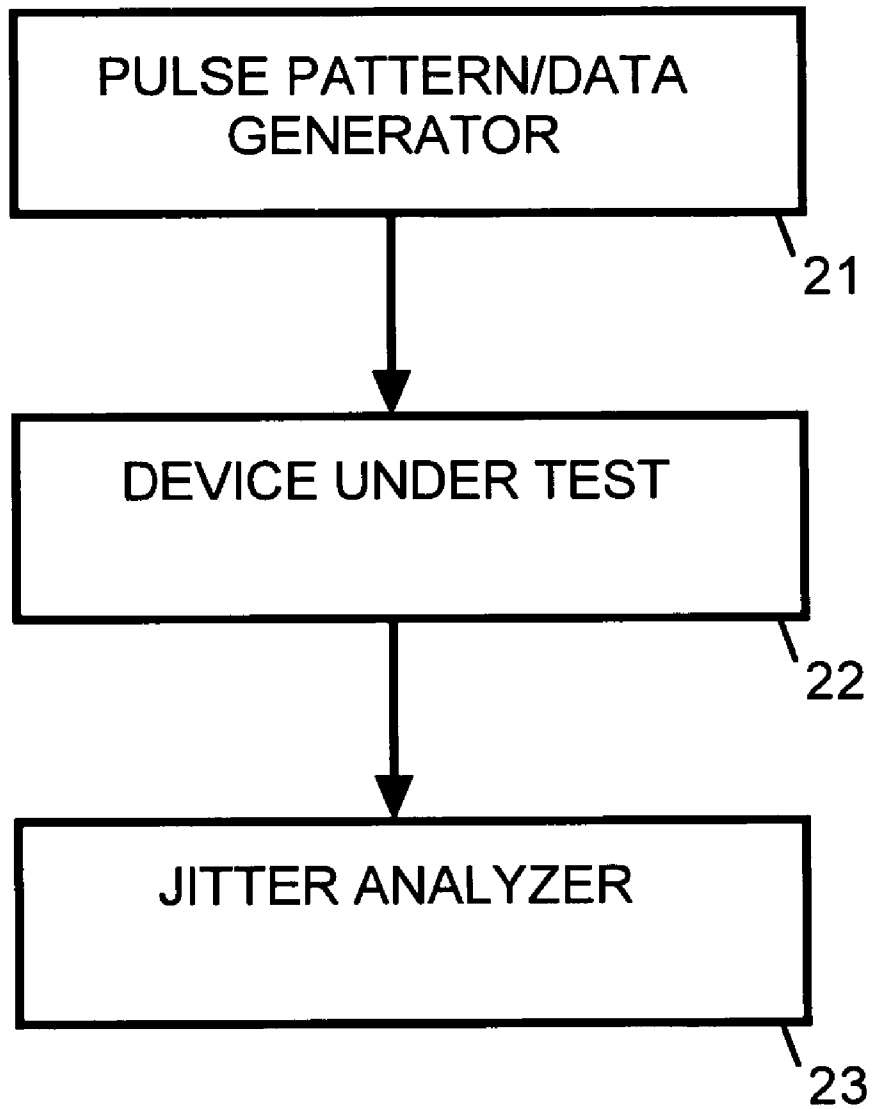 PULSE PATTERN/DATA
GENERATOR
21
DEVICE UNDER TEST
22
JITTER ANALYZER
23